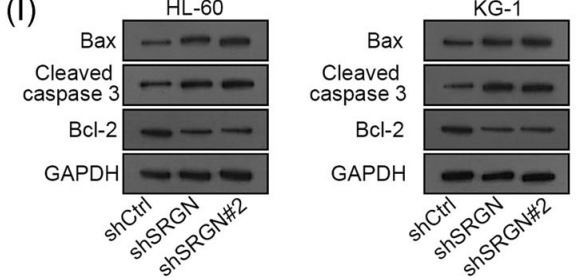 (I)
HL-60
KG-1
Bax
Cleaved
caspase 3
Bcl-2
GAPDH
shCtrl
shSRGN
shSRGN#2
Bax
Cleaved
caspase 3
Bcl-2
GAPDH
shCtrl
shSRGN
shSRGN#2